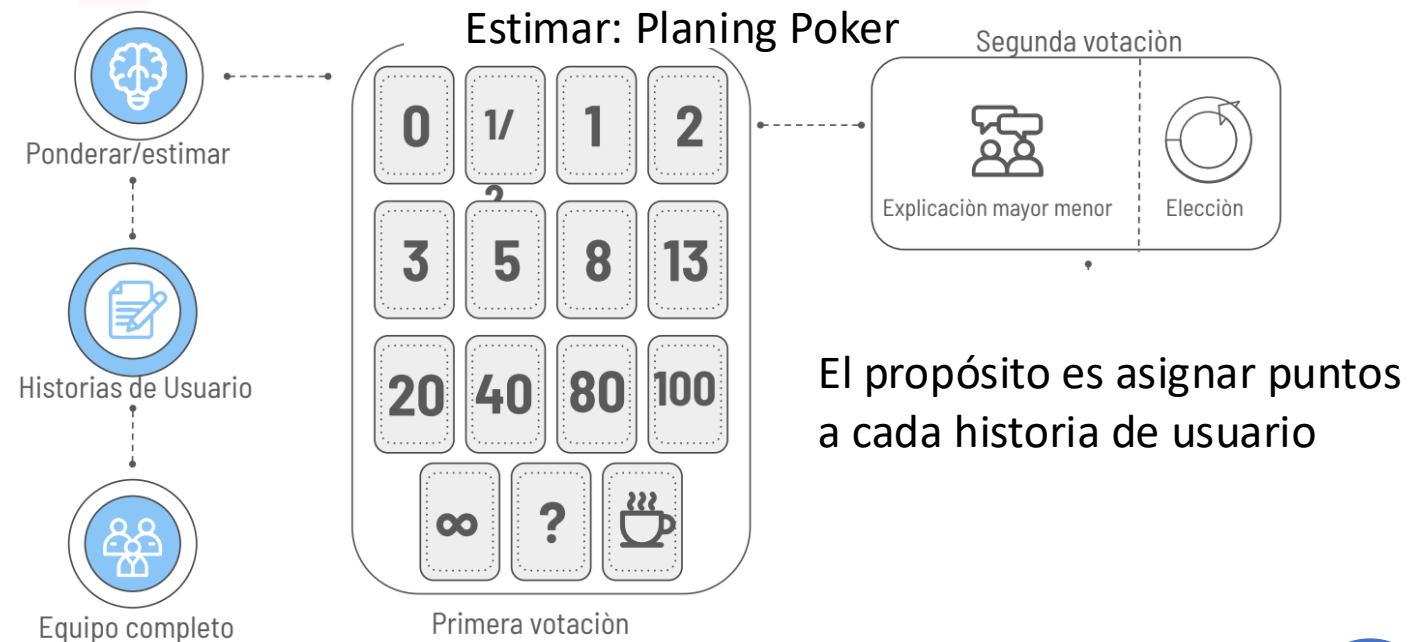 Estimar: Planing Poker
Ponderar/estimar
Historias de Usuario
Equipo completo
0 1/2 1 2
3 5 8 13
20 40 80 100
∞ ?
Primera votaciòn
Segunda votaciòn
Explicaciòn mayor menor
Elecciòn
El propósito es asignar puntos
a cada historia de usuario